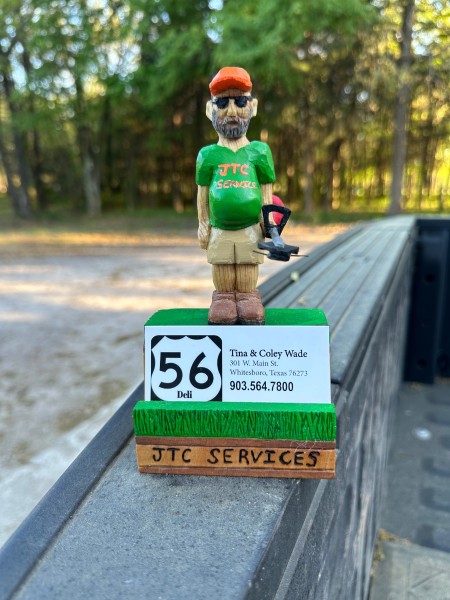 JTC
SERVICES
56
Deli
Tina & Coley Wade
301 W. Main St.
Whitesboro, Texas 76273
903.564.7800
JTC SERVICES